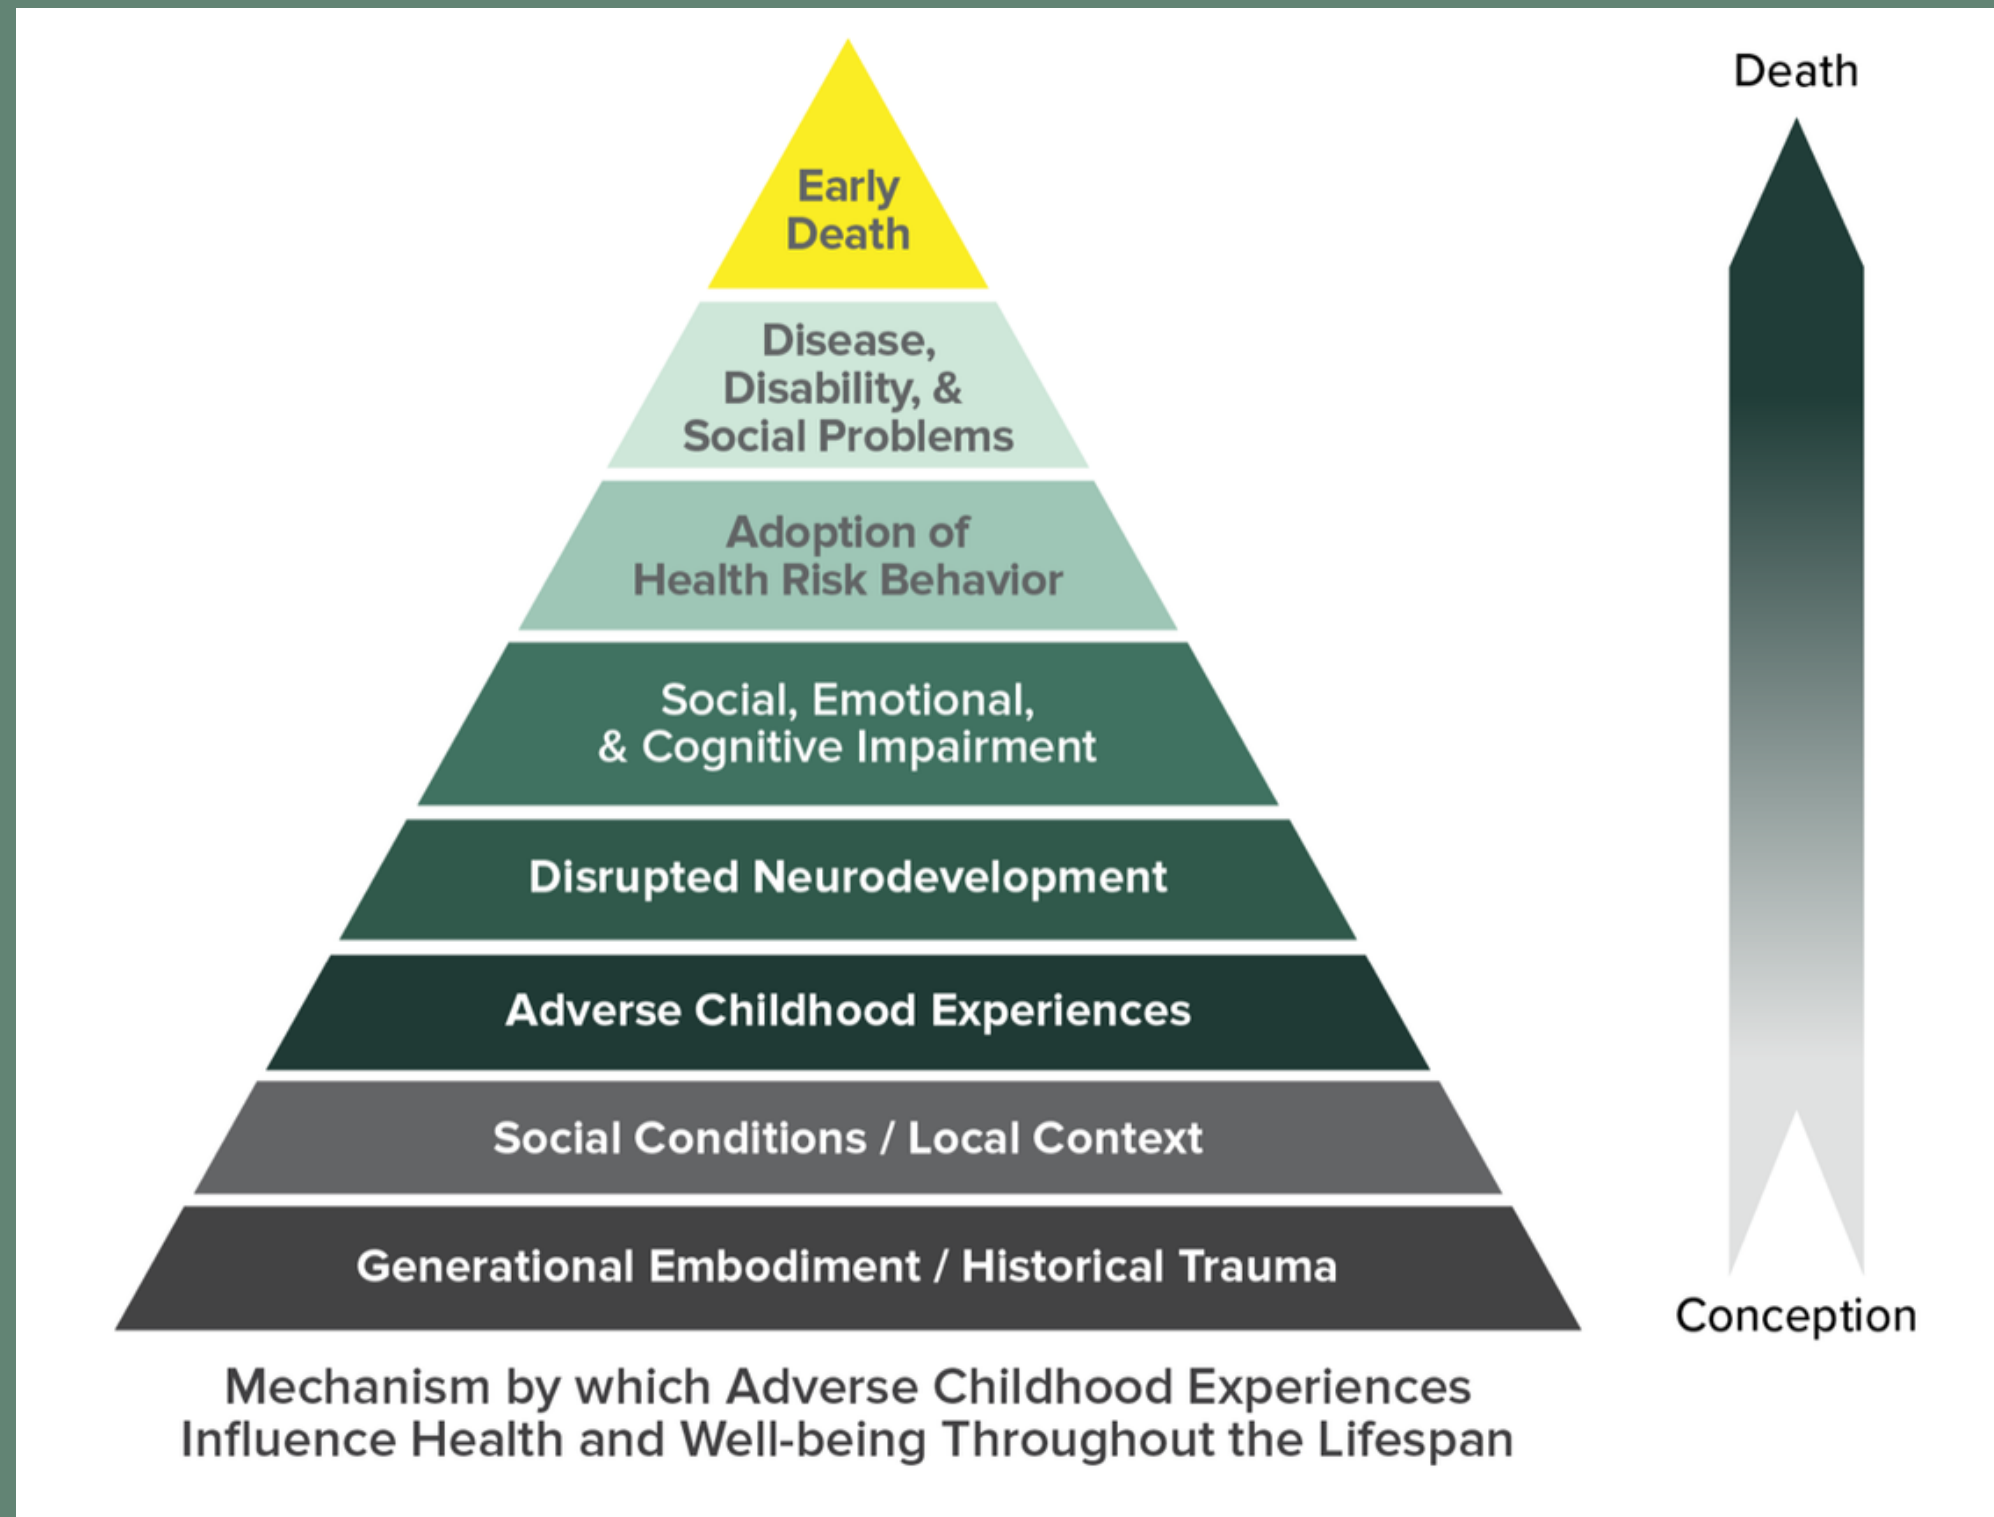 Death
Early
Death
Disease,
Disability, &
Social Problems
Adoption of
Health Risk Behavior
Social, Emotional,
& Cognitive Impairment
Disrupted Neurodevelopment
Adverse Childhood Experiences
Social Conditions / Local Context
Generational Embodiment / Historical Trauma
Conception
Mechanism by which Adverse Childhood Experiences
Influence Health and Well-being Throughout the Lifespan